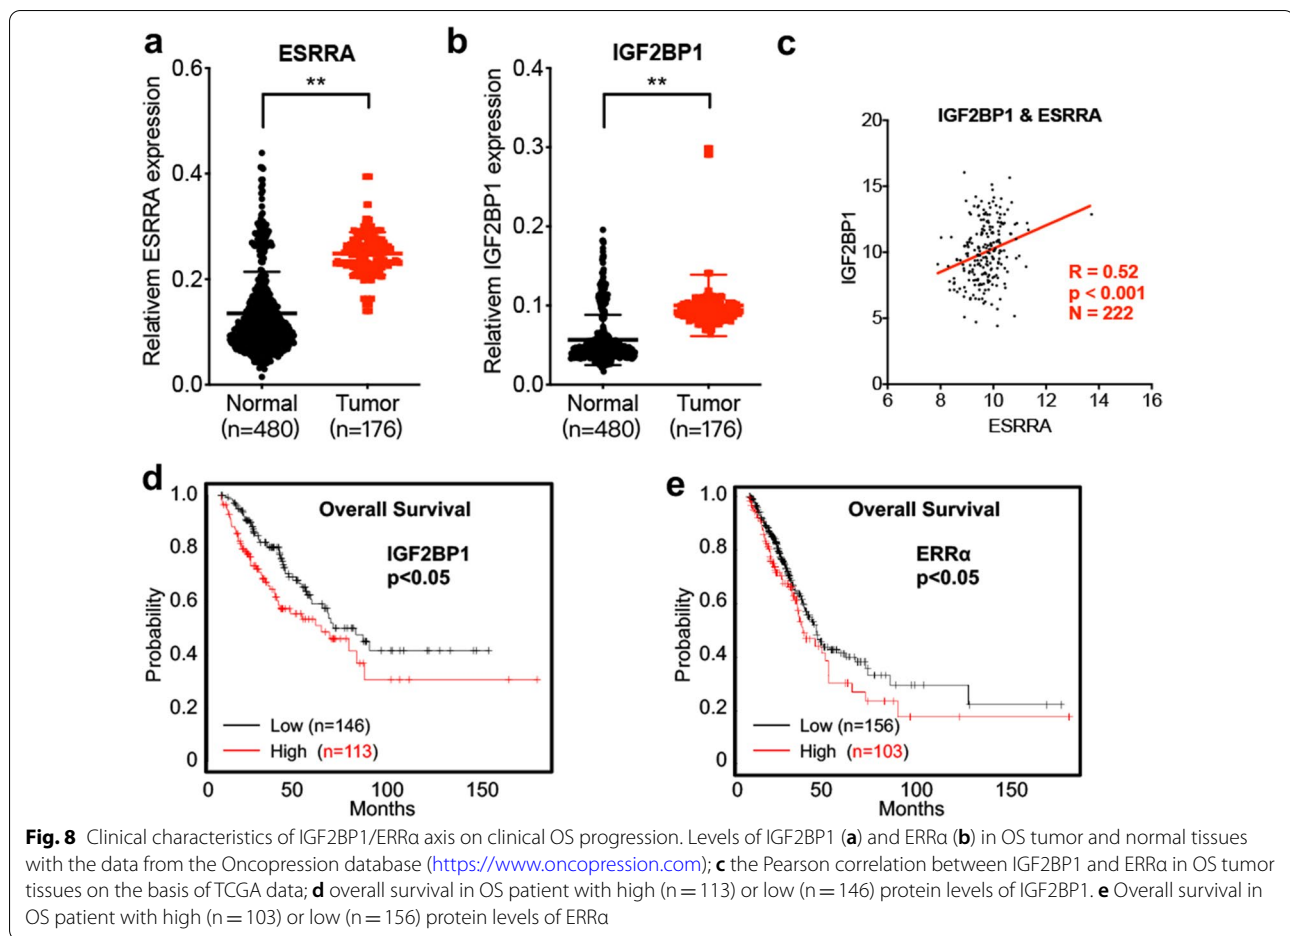 a
ESRRA
**
Relativem ESRRA expression
0.6
0.4
0.2
0.0
Normal
(n=480)
Tumor
(n=176)
b
IGF2BP1
**
Relativem IGF2BP1 expression
0.4
0.3
0.2
0.1
0.0
Normal
(n=480)
Tumor
(n=176)
c
IGF2BP1 & ESRRA
IGF2BP1
20
15
10
5
0
R = 0.52
p < 0.001
N = 222
6 8 10 12 14 16
ESRRA
d
Overall Survival
IGF2BP1
p<0.05
Probability
1.0
0.8
0.6
0.4
0.2
0
Low (n=146)
High (n=113)
0 50 100 150
Months
e
Overall Survival
ERRα
p<0.05
Probability
1.0
0.8
0.6
0.4
0.2
0
Low (n=156)
High (n=103)
0 50 100 150
Months
Fig. 8 Clinical characteristics of IGF2BP1/ERRα axis on clinical OS progression. Levels of IGF2BP1 (a) and ERRα (b) in OS tumor and normal tissues
with the data from the Oncopression database (https://www.oncopression.com); c the Pearson correlation between IGF2BP1 and ERRα in OS tumor
tissues on the basis of TCGA data; d overall survival in OS patient with high (n = 113) or low (n = 146) protein levels of IGF2BP1. e Overall survival in
OS patient with high (n = 103) or low (n = 156) protein levels of ERRα